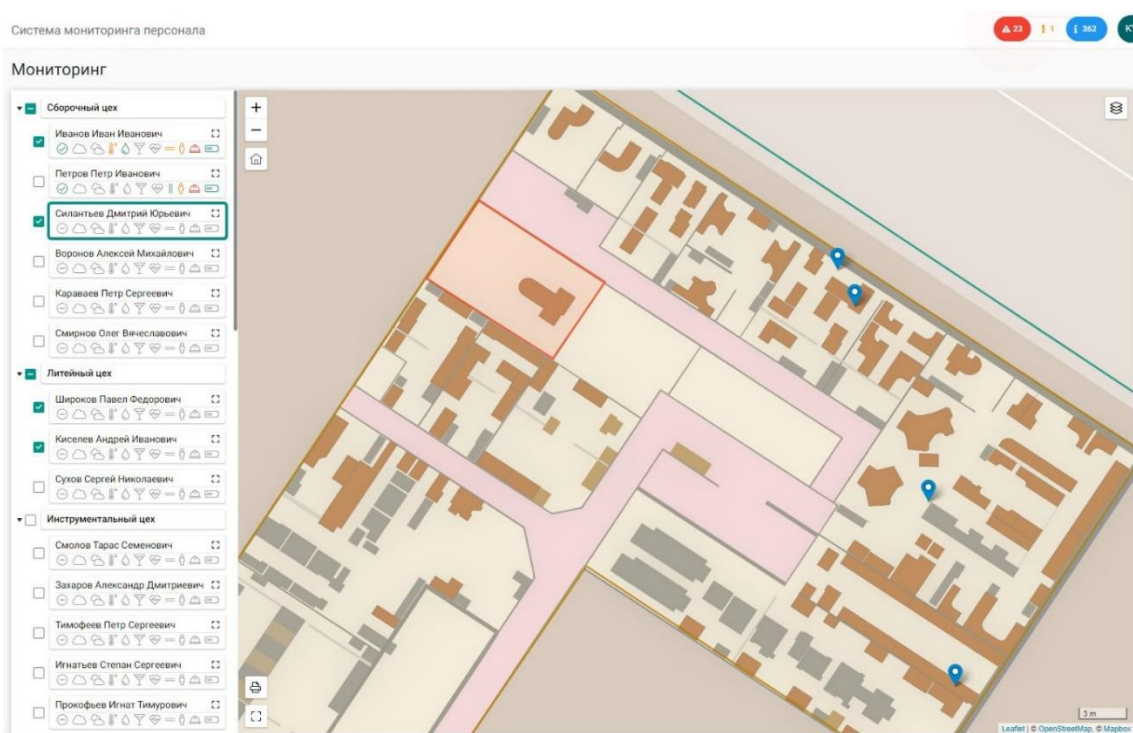 Система мониторинга персонала
23
1
362
Мониторинг
Сборочный цех
Иванов Иван Иванович
Петров Петр Иванович
Силантьев Дмитрий Юрьевич
Воронов Алексей Михайлович
Караваев Петр Сергеевич
Смирнов Олег Вячеславович
Литейный цех
Широков Павел Федорович
Киселев Андрей Иванович
Сухов Сергей Николаевич
Инструментальный цех
Смолов Тарас Семенович
Захаров Александр Дмитриевич
Тимофеев Петр Сергеевич
Игнатьев Степан Сергеевич
Прокофьев Игнат Тимурович
3 m
Leaflet | © OpenStreetMap, © Mapbox